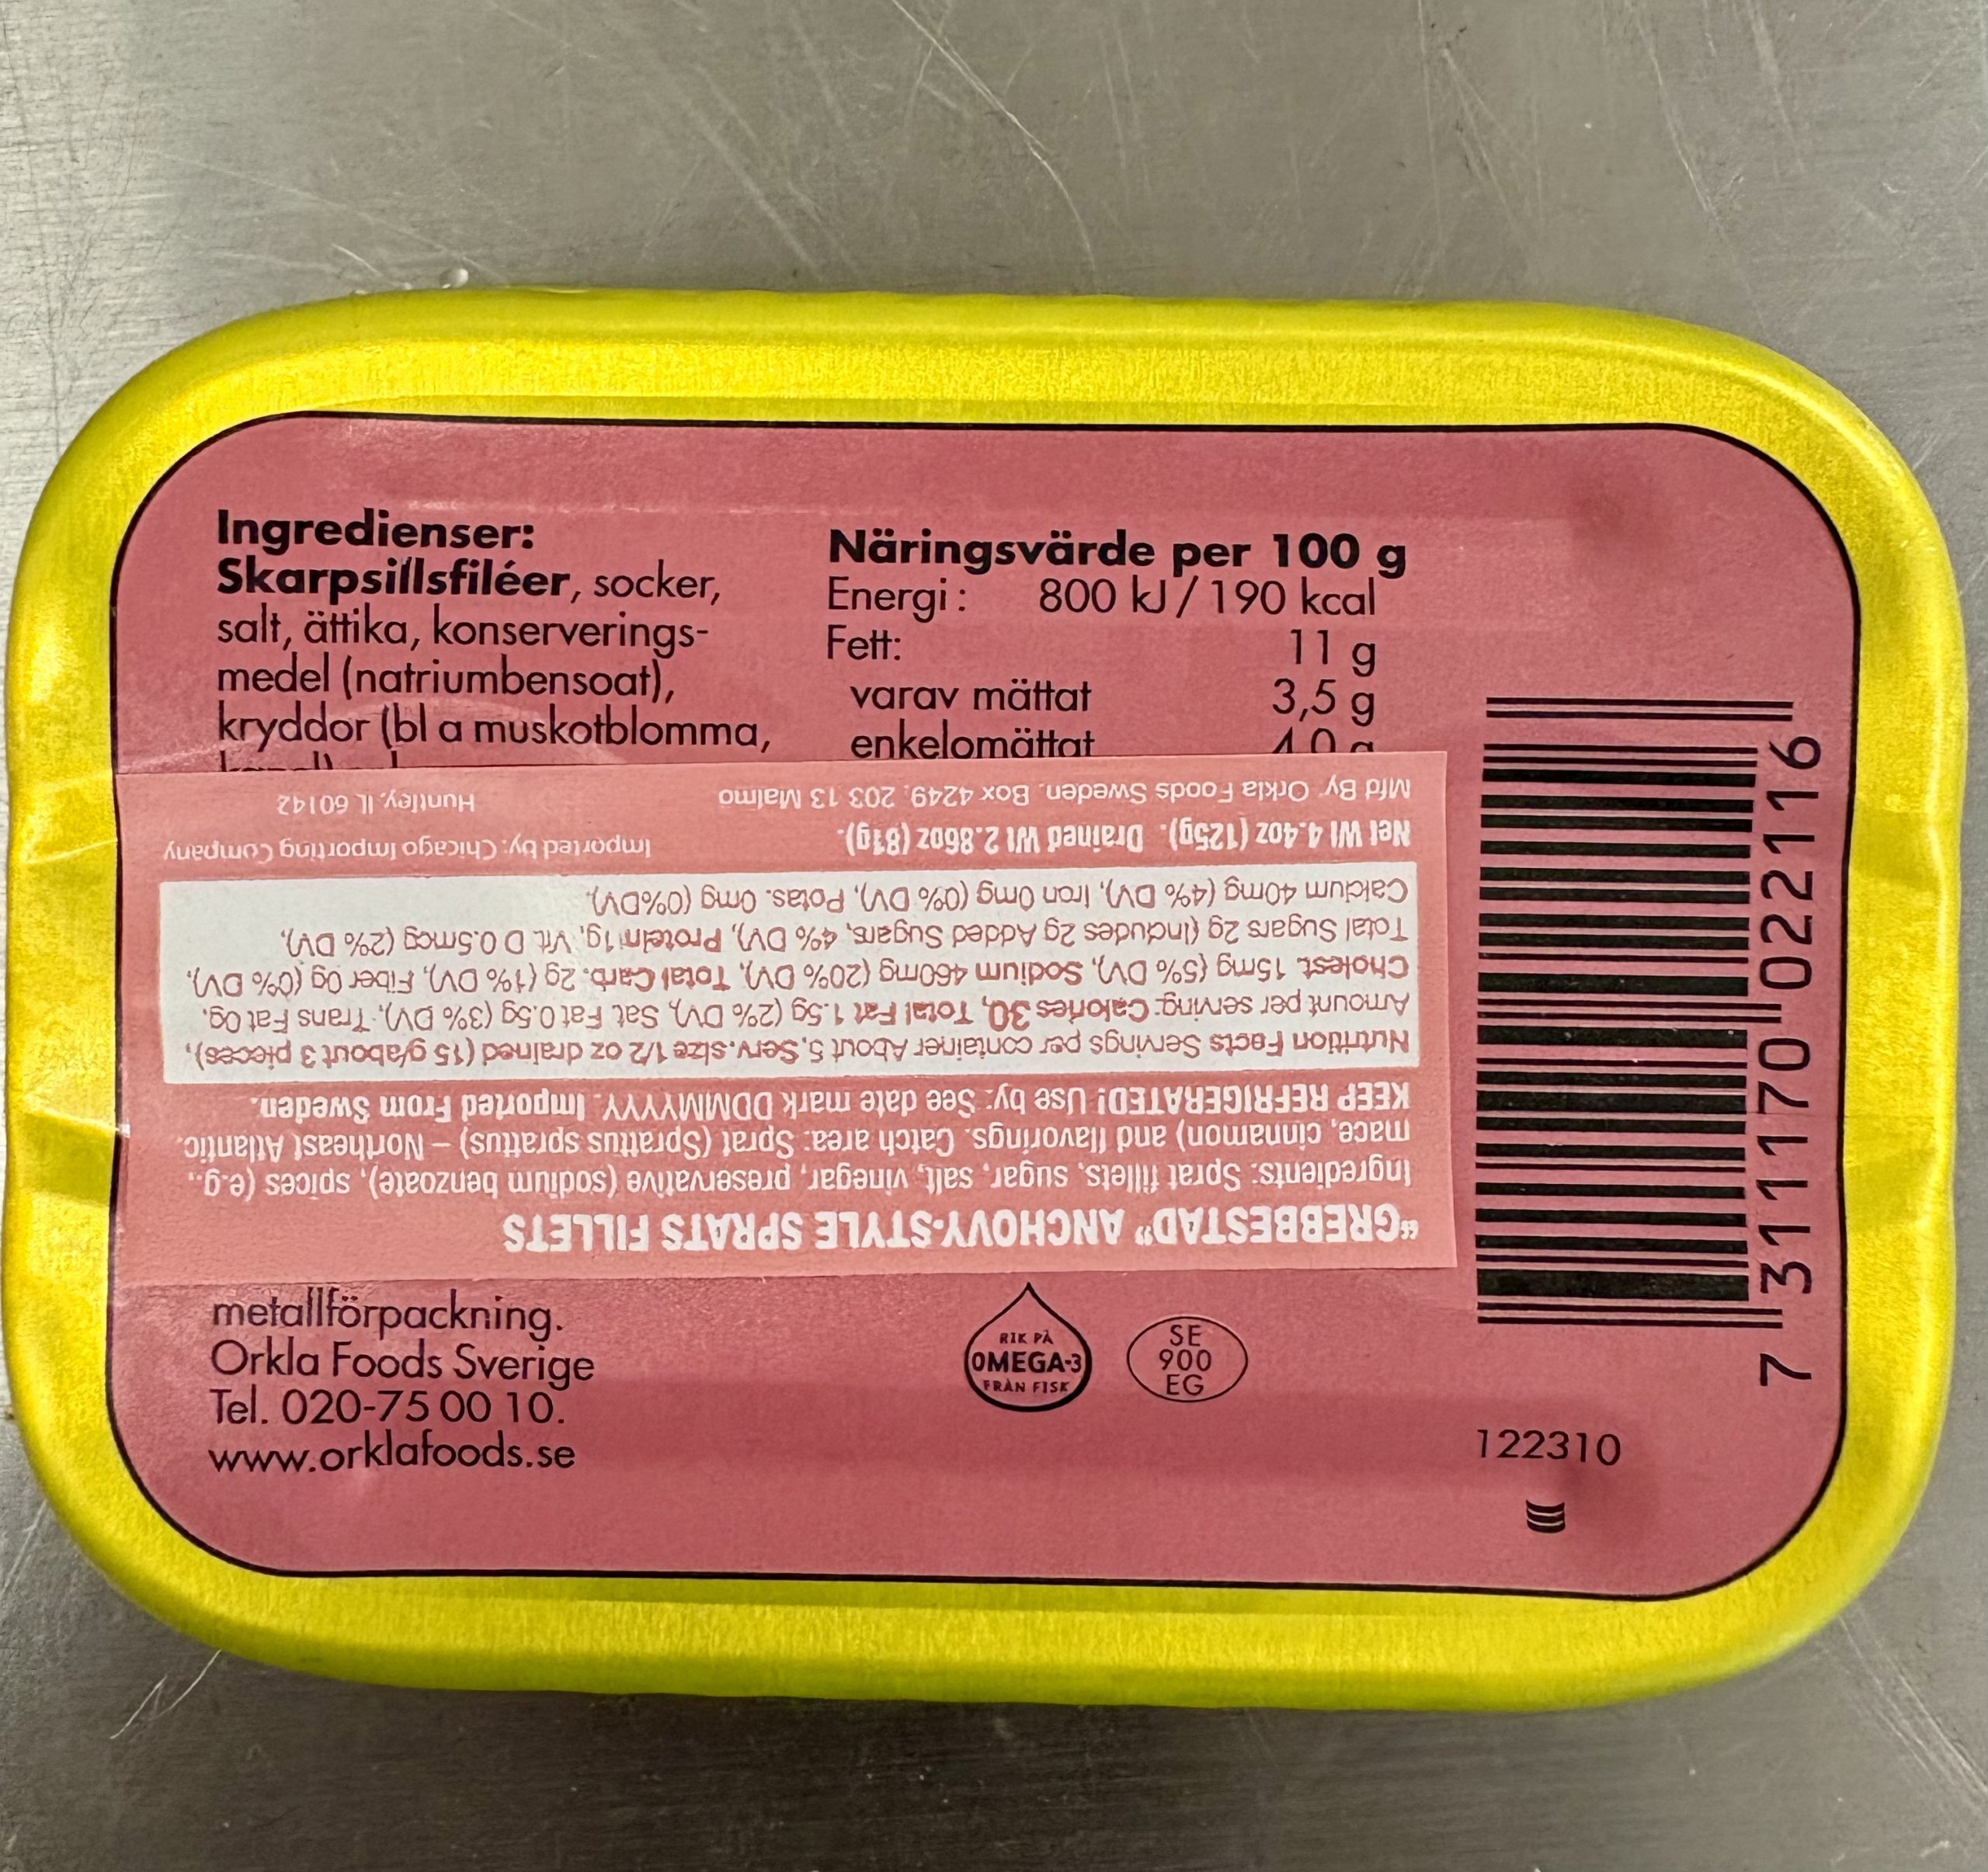 Ingredienser:
Skarpsillsfiléer, socker,
salt, ättika, konserverings-
medel (natriumbensoat),
kryddor (bl a muskotblomma,
Näringsvärde per 100 g
Energi: 800 kJ / 190 kcal
Fett: 11 g
varav mättat 3,5 g
enkelomättat
"GREBBESTAD" ANCHOVY-STYLE SPRATS FILLETS
Ingredients: Sprat fillets, sugar, salt, vinegar, preservative (sodium benzoate), spices (e.g.,
mace, cinnamon) and flavorings. Catch area: Sprat (Sprattus sprattus) – Northeast Atlantic.
KEEP REFRIGERATED! Use by: See date mark DDMMYYYY. Imported From Sweden.
Nutrition Facts Servings per container About 5, Serv.size 1/2 oz drained (15 g/about 3 pieces),
Amount per serving: Calories 30, Total Fat 1.5g (2% DV), Sat. Fat 0.5g (3% DV), Trans Fat 0g,
Cholest. 15mg (5% DV), Sodium 460mg (20% DV), Total Carb. 2g (1% DV), Fiber 0g (0% DV),
Total Sugars 2g (Includes 2g Added Sugars, 4% DV), Protein 1g, Vit. D 0.5mcg (2% DV),
Calcium 40mg (4% DV), Iron 0mg (0% DV), Potas. 0mg (0%DV).
Net Wt 4.4oz (125g). Drained Wt 2.86oz (81g).
Mfd By: Orkla Foods Sweden. Box 4249, 203 13 Malmo
Imported by: Chicago Importing Company
Huntley, IL 60142
metallförpackning.
Orkla Foods Sverige
Tel. 020-75 00 10.
www.orklafoods.se
RIK PÅ
OMEGA-3
FRÅN FISK
SE
900
EG
7 311170 022116
122310